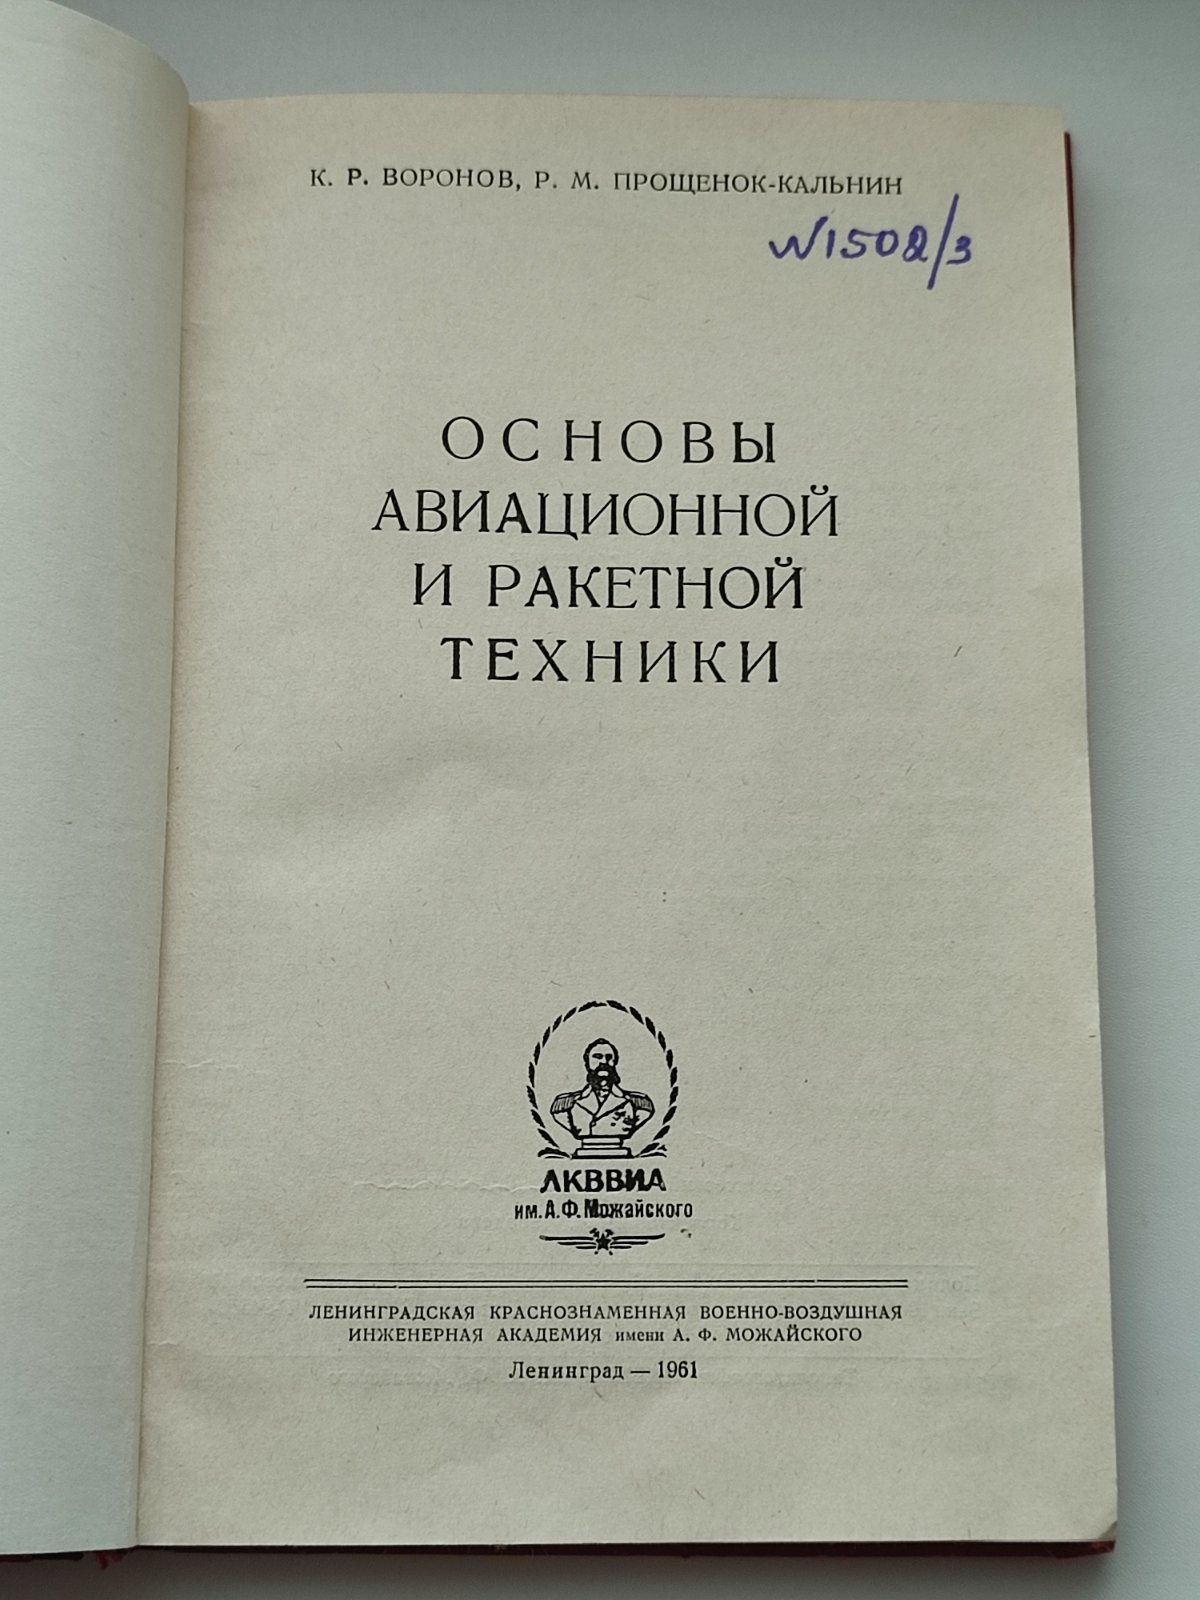 К. Р. ВОРОНОВ, Р. М. ПРОЩЕНОК-КАЛЬНИН
N1502/3
ОСНОВЫ
АВИАЦИОННОЙ
И РАКЕТНОЙ
ТЕХНИКИ
ЛКВВИА
им. А.Ф. Можайского
ЛЕНИНГРАДСКАЯ КРАСНОЗНАМЕННАЯ ВОЕННО-ВОЗДУШНАЯ
ИНЖЕНЕРНАЯ АКАДЕМИЯ имени А. Ф. МОЖАЙСКОГО
Ленинград — 1961